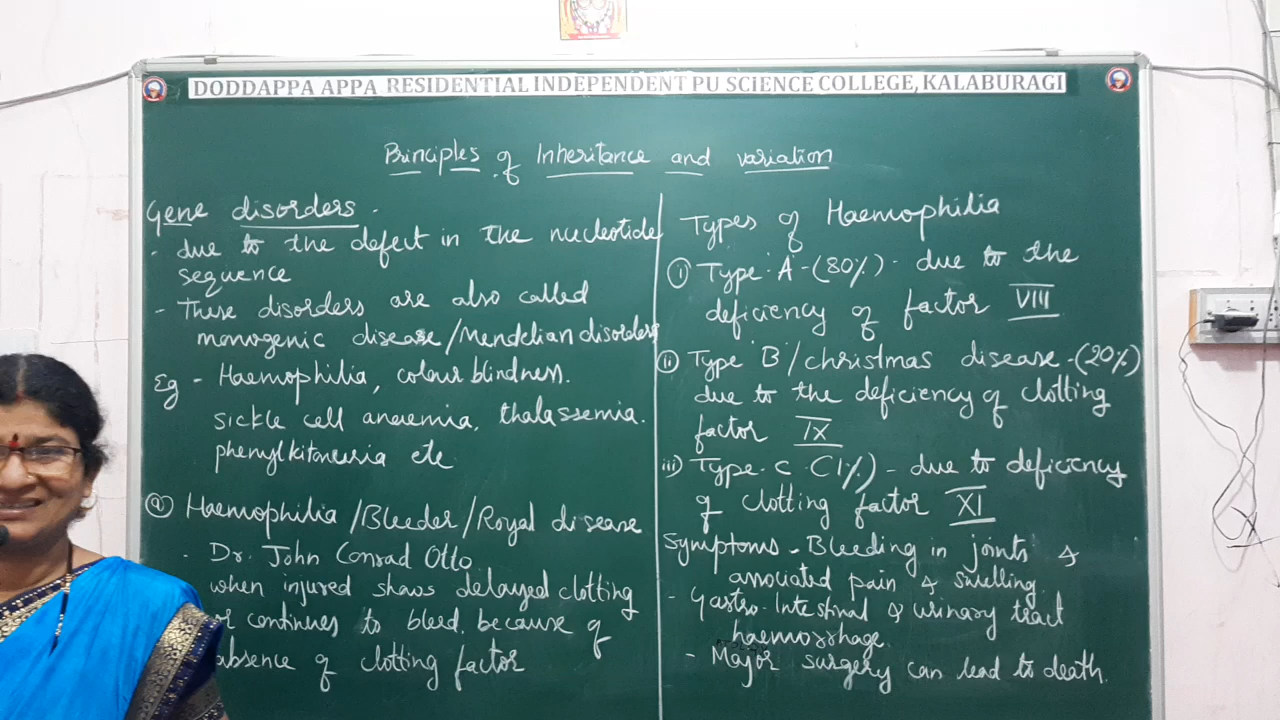 DODDAPPA APPA RESIDENTIAL INDEPENDENT PU SCIENCE COLLEGE, KALABURAGI
Principles of Inheritance and variation
Gene disorders.
- due to the defect in the nucleotide
sequence
- These disorders are also called
monogenic disease/Mendelian disorders
Eg - Haemophilia, colour blindness.
sickle cell anaemia, thalassemia.
phenylkitoneuria etc
a) Haemophilia/Bleeder/Royal disease
- Dr. John Conrad Otto
when injured shows delayed clotting
or continues to bleed. because of
absence of clotting factor
Types of Haemophilia
i) Type 'A' - (80%) - due to the
deficiency of factor VIII
ii) Type 'B'/christmas disease - (20%)
due to the deficiency of clotting
factor IX
iii) Type - C - (1%) - due to deficiency
of clotting factor XI
Symptoms - Bleeding in joints &
associated pain & swelling
- Gastro-Intestinal & urinary tract
haemorrhage.
- Major surgery can lead to death.